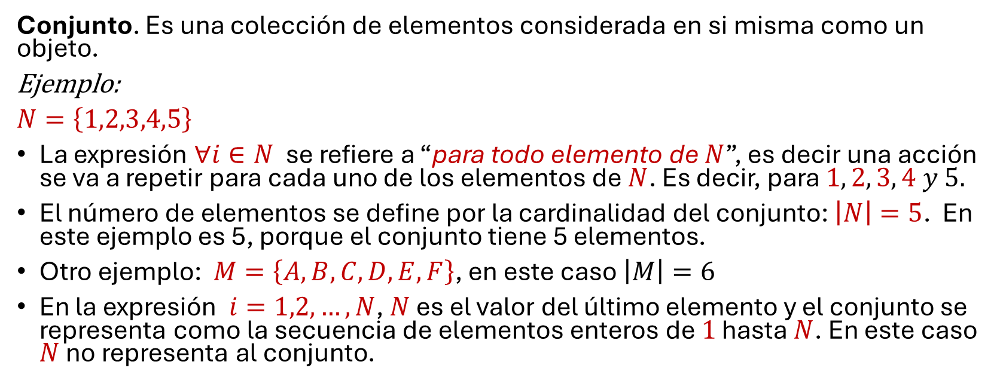 Conjunto. Es una colección de elementos considerada en si misma como un
objeto.
Ejemplo:
N = {1,2,3,4,5}
• La expresión ∀i ∈ N se refiere a “para todo elemento de N”, es decir una acción
se va a repetir para cada uno de los elementos de N. Es decir, para 1, 2, 3, 4 y 5.
• El número de elementos se define por la cardinalidad del conjunto: |N| = 5. En
este ejemplo es 5, porque el conjunto tiene 5 elementos.
• Otro ejemplo: M = {A, B, C, D, E, F}, en este caso |M| = 6
• En la expresión i = 1,2, … , N, N es el valor del último elemento y el conjunto se
representa como la secuencia de elementos enteros de 1 hasta N. En este caso
N no representa al conjunto.